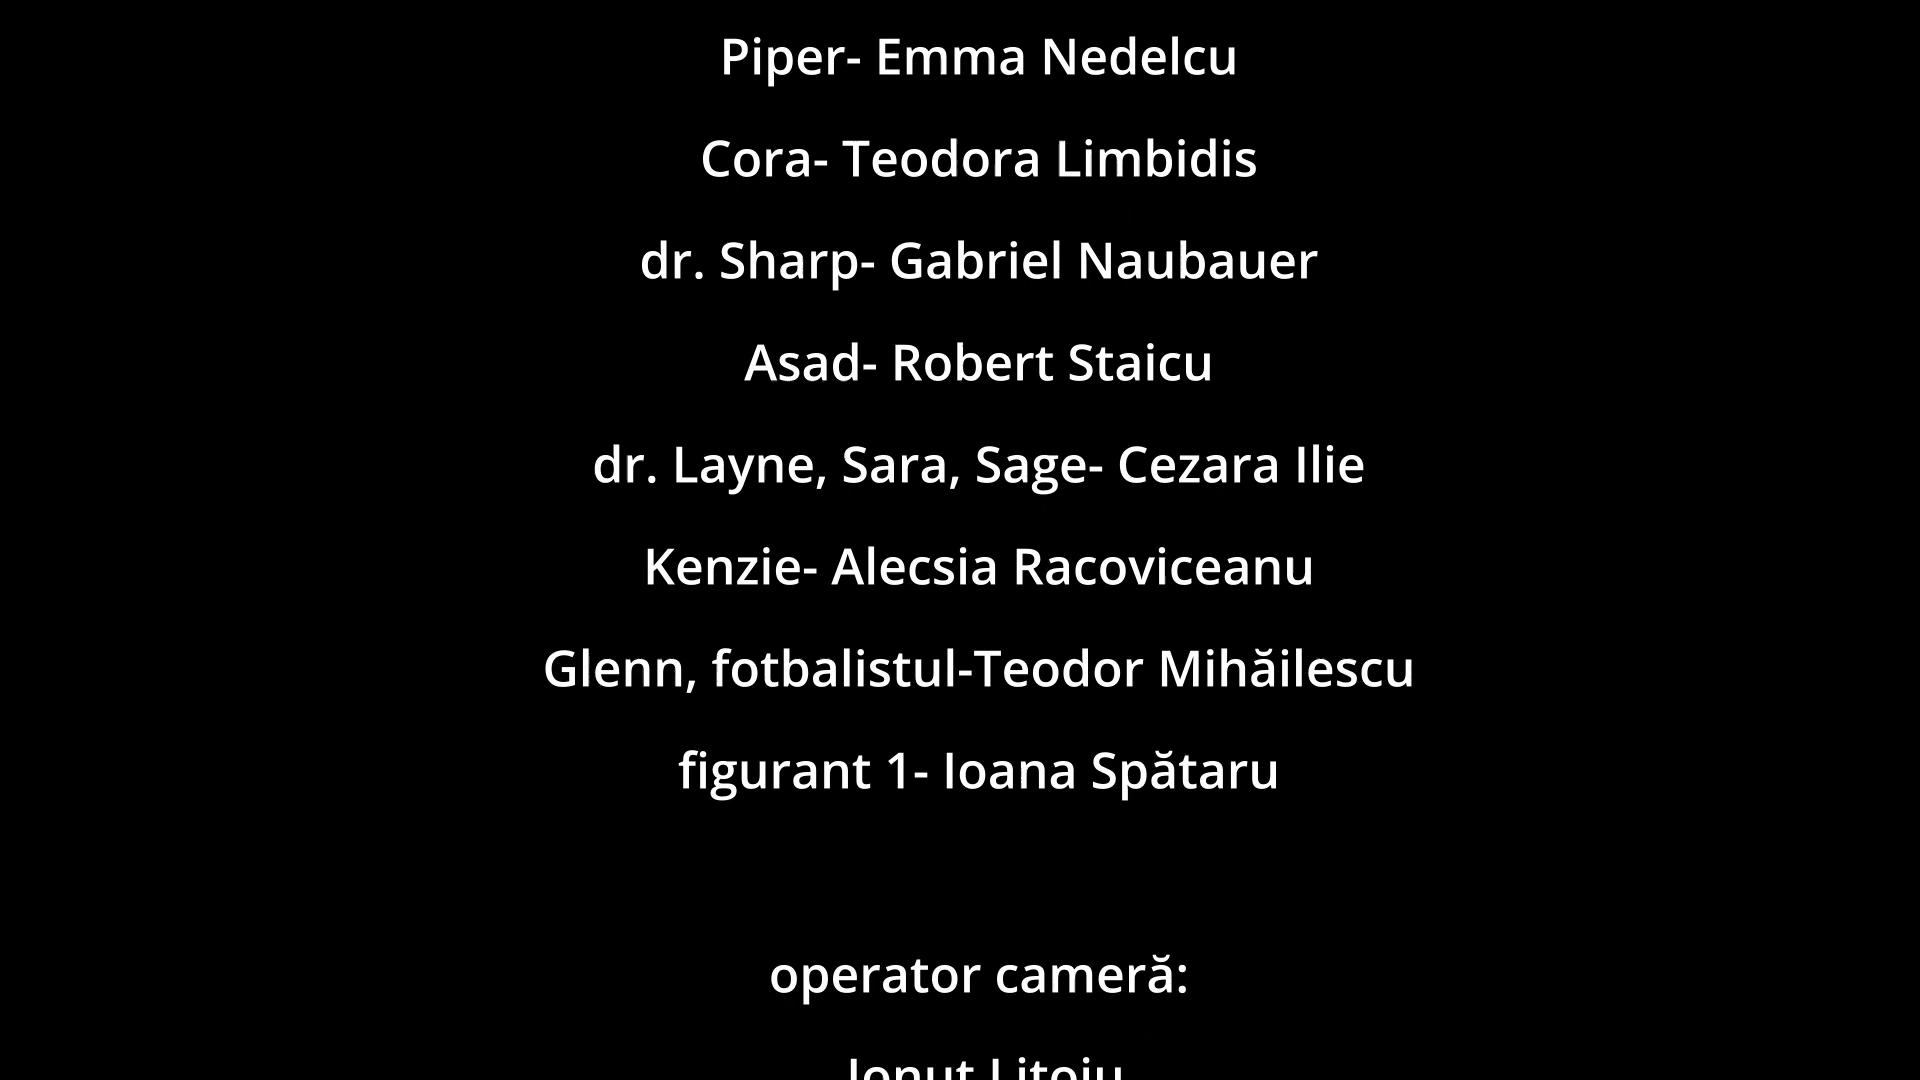 Piper- Emma Nedelcu
Cora- Teodora Limbidis
dr. Sharp- Gabriel Naubauer
Asad- Robert Staicu
dr. Layne, Sara, Sage- Cezara Ilie
Kenzie- Alecsia Racoviceanu
Glenn, fotbalistul-Teodor Mihăilescu
figurant 1- Ioana Spătaru
operator cameră: